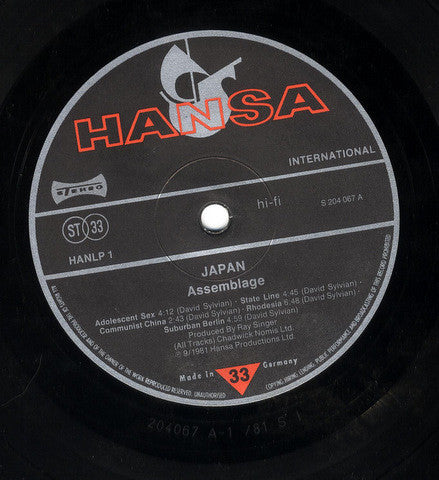 HANSA
INTERNATIONAL
STEREO
hi-fi
S 204 067 A
ST 33
HANLP 1
JAPAN
Assemblage
Adolescent Sex 4:12 (David Sylvian) · State Line 4:45 (David Sylvian) ·
Communist China 2:43 (David Sylvian) · Rhodesia 6:48 (David Sylvian) ·
Suburban Berlin 4:59 (David Sylvian)
Produced by Ray Singer
(All Tracks) Chadwick Nomis Ltd.
℗ 9/1981 Hansa Productions Ltd
Made in Germany
33
ALL RIGHTS OF THE PRODUCER AND OF THE OWNER OF THE WORK REPRODUCED RESERVED. UNAUTHORISED
COPYING, HIRING, LENDING, PUBLIC PERFORMANCE AND BROADCASTING OF THIS RECORD PROHIBITED
204067 A-1 /81 S 1